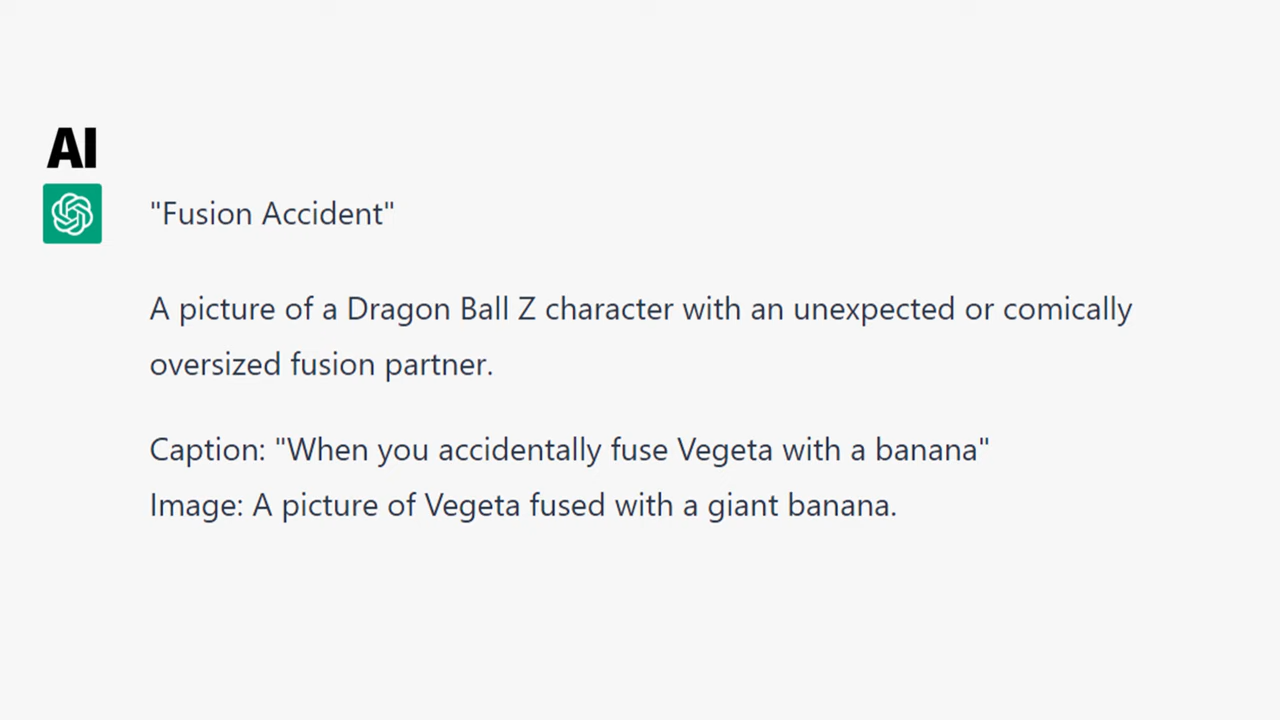 AI
"Fusion Accident"
A picture of a Dragon Ball Z character with an unexpected or comically
oversized fusion partner.
Caption: "When you accidentally fuse Vegeta with a banana"
Image: A picture of Vegeta fused with a giant banana.